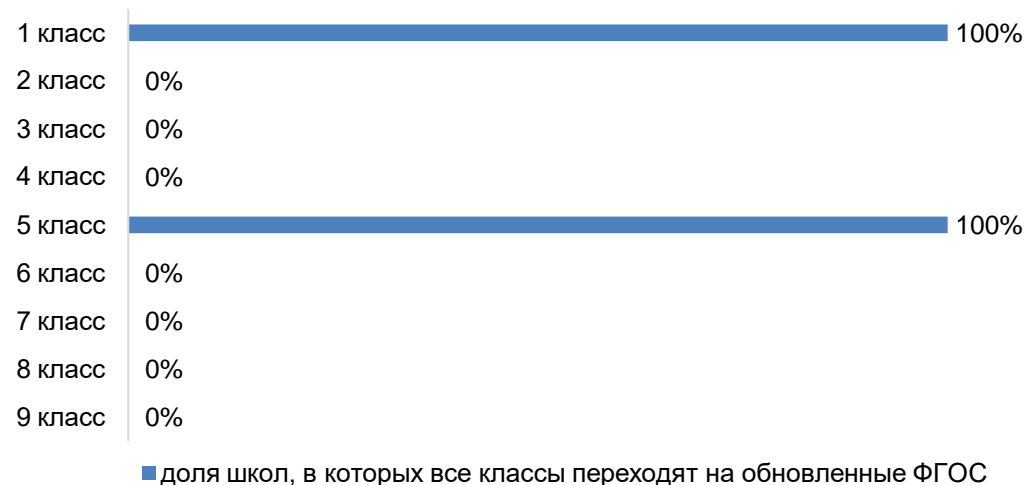 1 класс 100%
2 класс 0%
3 класс 0%
4 класс 0%
5 класс 100%
6 класс 0%
7 класс 0%
8 класс 0%
9 класс 0%
доля школ, в которых все классы переходят на обновленные ФГОС